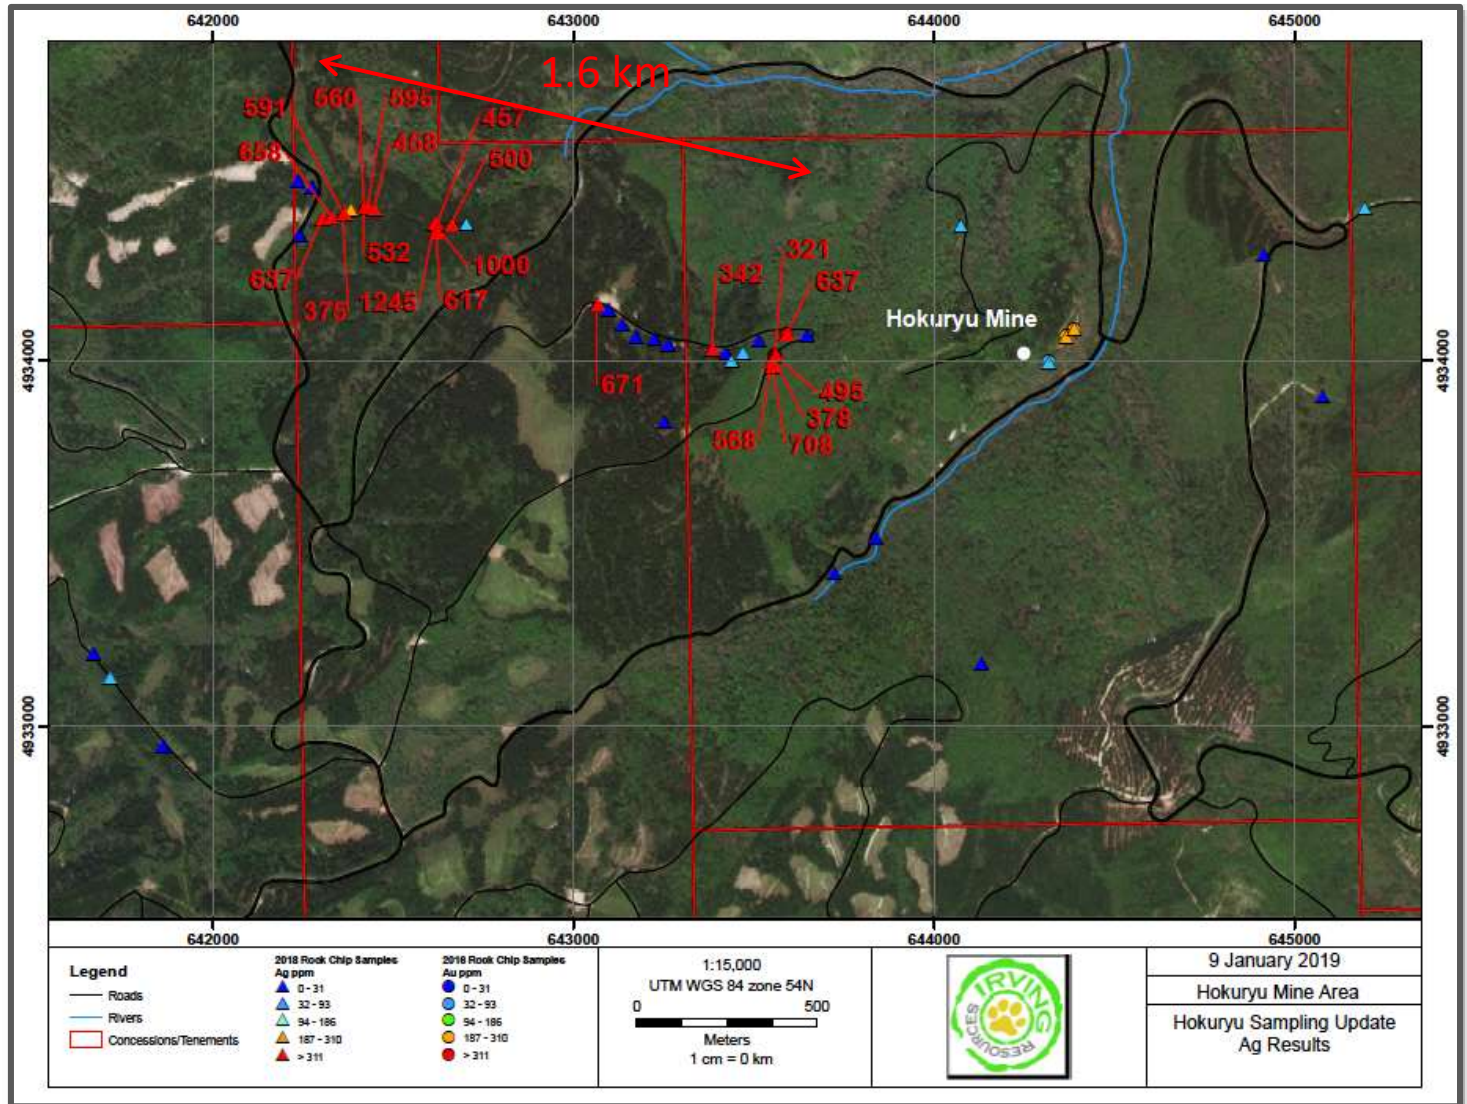 642000 643000 644000 645000
1.6 km
591 560 595 457
658 458 500
637 532 1000
375 1245 617
342 321 637
671 495
378
568 708
Hokuryu Mine
4934000 4934000
4933000 4933000
642000 643000 644000 645000
Legend
Roads
Rivers
Concessions/Tenements
2018 Rock Chip Samples
Ag ppm
0 - 31
32 - 93
94 - 186
187 - 310
> 311
2016 Rock Chip Samples
Au ppm
0 - 31
32 - 93
94 - 186
187 - 310
> 311
1:15,000
UTM WGS 84 zone 54N
0 500
Meters
1 cm = 0 km
IRVING
RESOURCES
9 January 2019
Hokuryu Mine Area
Hokuryu Sampling Update
Ag Results